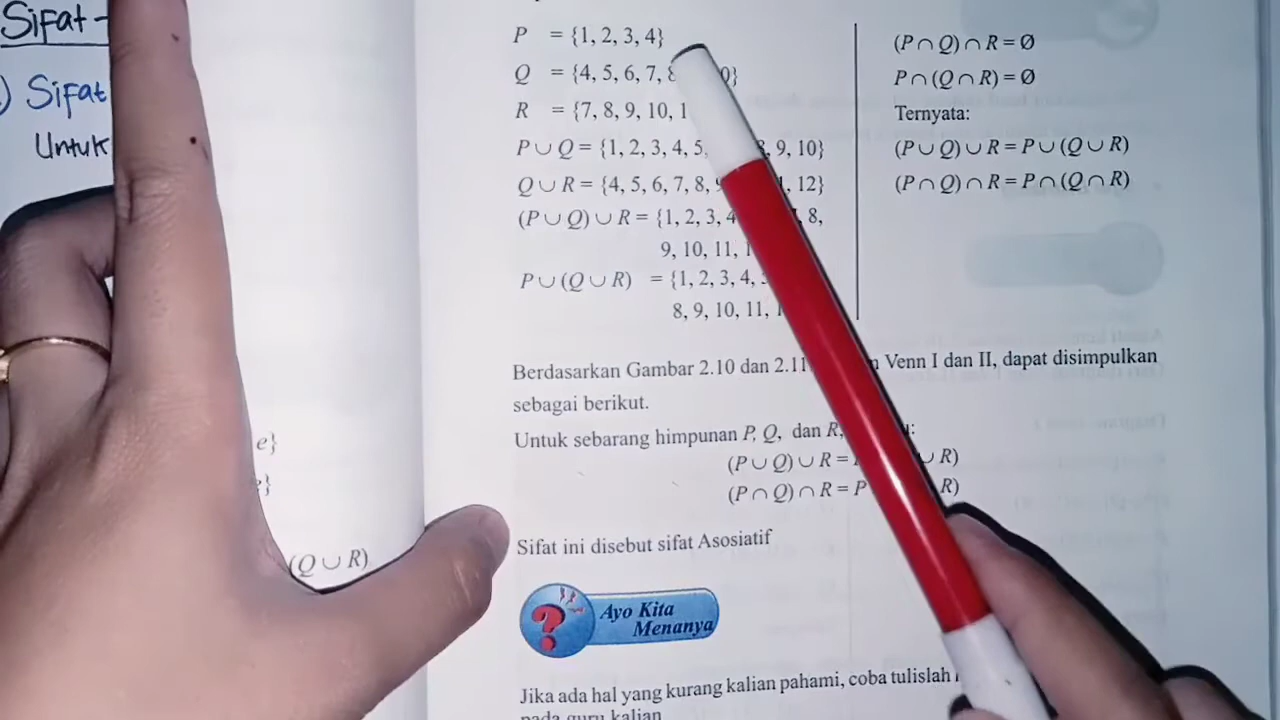 Sifat -
) Sifat
Untuk
e}
(Q ∪ R)
P = {1, 2, 3, 4}
Q = {4, 5, 6, 7, 8
R = {7, 8, 9, 10, 1
P ∪ Q = {1, 2, 3, 4, 5, 9, 10}
Q ∪ R = {4, 5, 6, 7, 8, 12}
(P ∪ Q) ∪ R = {1, 2, 3, 4 8,
9, 10, 11,
P ∪ (Q ∪ R) = {1, 2, 3, 4,
8, 9, 10, 11,
(P ∩ Q) ∩ R = Ø
P ∩ (Q ∩ R) = Ø
Ternyata:
(P ∪ Q) ∪ R = P ∪ (Q ∪ R)
(P ∩ Q) ∩ R = P ∩ (Q ∩ R)
Berdasarkan Gambar 2.10 dan 2.11 Venn I dan II, dapat disimpulkan
sebagai berikut.
Untuk sebarang himpunan P, Q, dan R,
(P ∪ Q) ∪ R = ∪ R)
(P ∩ Q) ∩ R = P R)
Sifat ini disebut sifat Asosiatif
Ayo Kita
Menanya
Jika ada hal yang kurang kalian pahami, coba tulislah
pada guru kalian